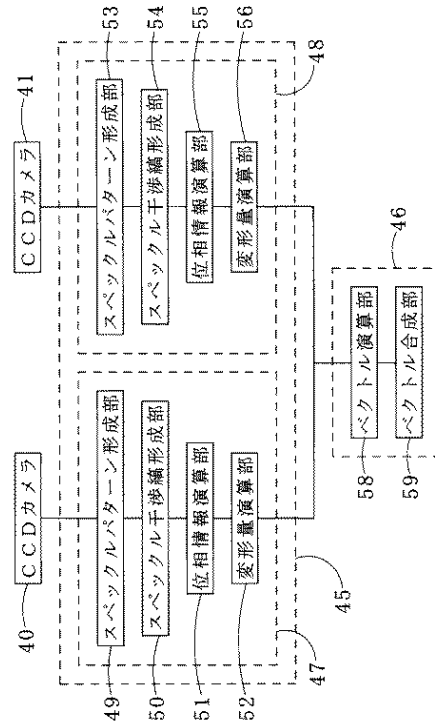 40
CCDカメラ
CCDカメラ
41
49
スペックルパターン形成部
スペックルパターン形成部
53
50
スペックル干渉縞形成部
スペックル干渉縞形成部
54
51
位相情報演算部
位相情報演算部
55
52
変形量演算部
変形量演算部
56
47
45
48
46
58
ベクトル演算部
59
ベクトル合成部